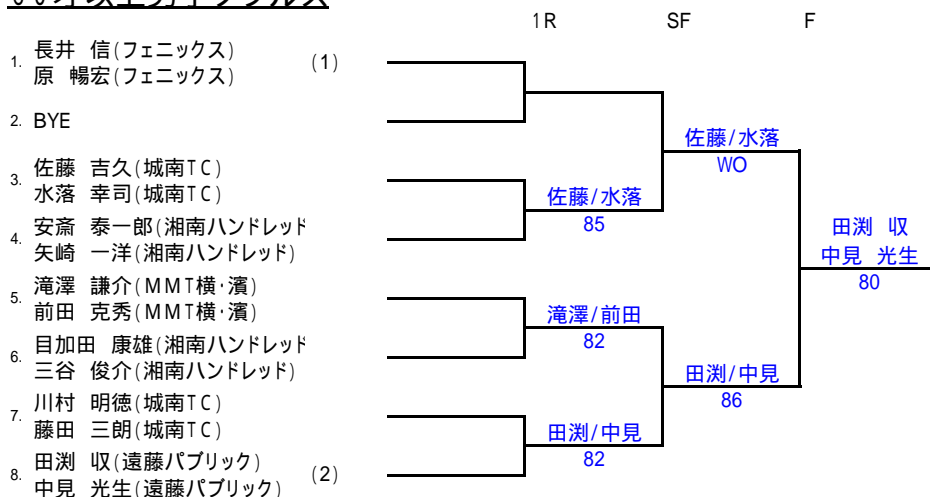 1R SF F
1. 長井 信(フェニックス) (1)
原 暢宏(フェニックス)
2. BYE
3. 佐藤 吉久(城南TC)
水落 幸司(城南TC)
4. 安斎 泰一郎(湘南ハンドレッド
矢崎 一洋(湘南ハンドレッド)
5. 滝澤 謙介(MMT横・濱)
前田 克秀(MMT横・濱)
6. 目加田 康雄(湘南ハンドレッド
三谷 俊介(湘南ハンドレッド)
7. 川村 明徳(城南TC)
藤田 三朗(城南TC)
8. 田渕 収(遠藤パブリック) (2)
中見 光生(遠藤パブリック)
佐藤/水落
85
滝澤/前田
82
田渕/中見
82
佐藤/水落
WO
田渕/中見
86
田渕 収
中見 光生
80